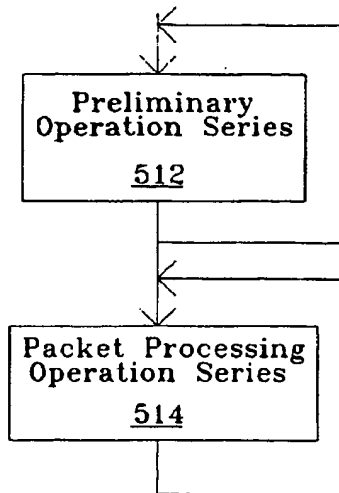 Preliminary
Operation Series
512
Packet Processing
Operation Series
514